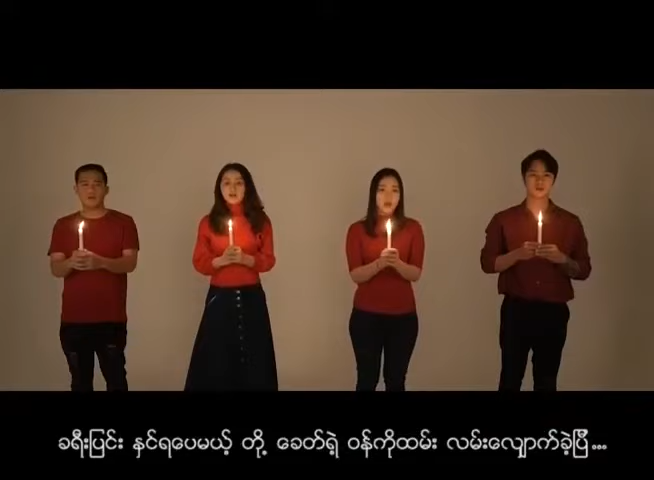 ခရီးပြင်း နှင်ရပေမယ့် တို့ ခေတ်ရဲ့ ဝန်ကိုထမ်း လမ်းလျှောက်ခဲ့ပြီ...